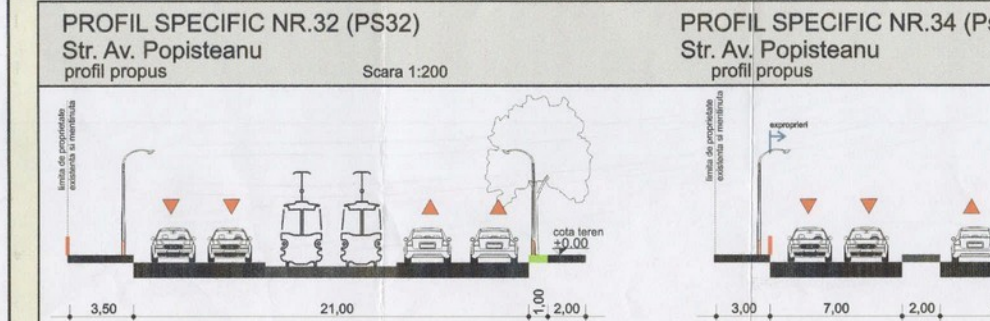 PROFIL SPECIFIC NR.32 (PS32)
Str. Av. Popisteanu
profil propus
Scara 1:200
limita de proprietate
existenta si mentinuta
cota teren
±0.00
3,50
21,00
1,00
2,00
PROFIL SPECIFIC NR.34 (P
Str. Av. Popisteanu
profil propus
limita de proprietate
existenta si mentinuta
exproprieri
3,00
7,00
2,00